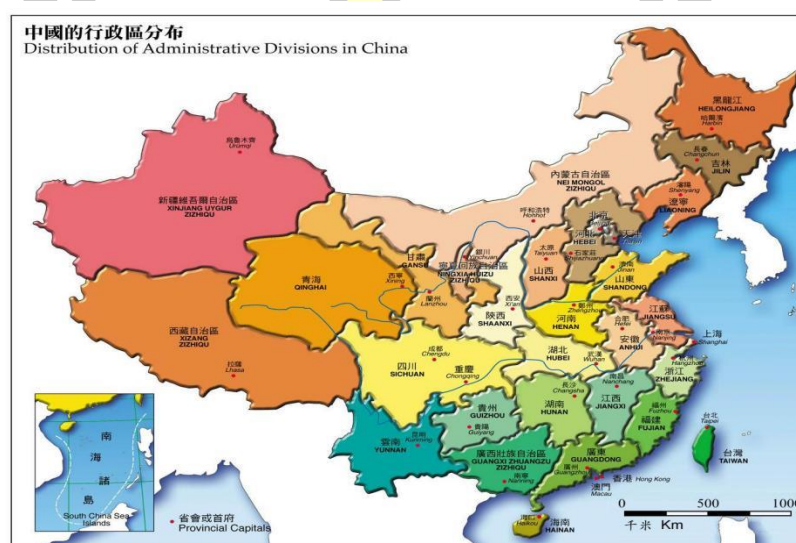 中國的行政區分布
Distribution of Administrative Divisions in China
黑龍江
HEILONGJIANG
哈爾濱
Harbin
長春
Changchun
吉林
JILIN
瀋陽
Shenyang
遼寧
LIAONING
烏魯木齊
Urumqi
新疆維吾爾自治區
XINJIANG UYGUR
ZIZHIQU
內蒙古自治區
NEI MONGOL
ZIZHIQU
呼和浩特
Hohhot
北京
河北
HEBEI
天津
石家莊
Shijiazhuang
太原
Taiyuan
山西
SHANXI
濟南
Jinan
山東
SHANDONG
銀川
Yinchuan
寧夏回族自治區
NINGXIA HUIZU
ZIZHIQU
甘肅
GANSU
蘭州
Lanzhou
西寧
Xining
青海
QINGHAI
西安
Xi'an
陝西
SHAANXI
鄭州
Zhengzhou
河南
HENAN
江蘇
JIANGSU
南京
Nanjing
合肥
Hefei
安徽
ANHUI
上海
Shanghai
西藏自治區
XIZANG
ZIZHIQU
拉薩
Lhasa
成都
Chengdu
四川
SICHUAN
重慶
Chongqing
湖北
HUBEI
武漢
Wuhan
Hangzhou
浙江
ZHEJIANG
長沙
Changsha
湖南
HUNAN
南昌
Nanchang
江西
JIANGXI
貴州
GUIZHOU
貴陽
Guiyang
福州
Fuzhou
福建
FUJIAN
台北
Taipei
台灣
TAIWAN
昆明
Kunming
雲南
YUNNAN
廣西壯族自治區
GUANGXI ZHUANGZU
ZIZHIQU
南寧
Nanning
廣東
GUANGDONG
廣州
Guangzhou
香港 Hong Kong
澳門
Macau
海口
Haikou
海南
HAINAN
南
海
諸
島
South China Sea
Islands
省會或首府
Provincial Capitals
0 500 1000
千米 Km